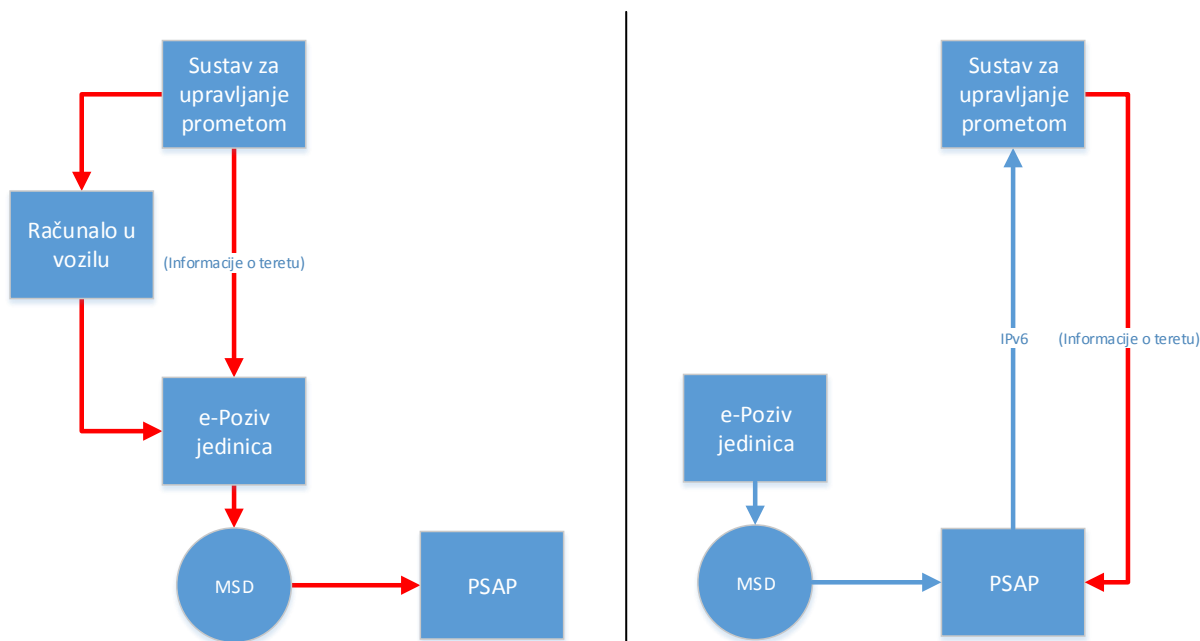 Sustav za
upravljanje
prometom
Računalo u
vozilu
(Informacije o teretu)
e-Poziv
jedinica
MSD
PSAP
Sustav za
upravljanje
prometom
IPv6
(Informacije o teretu)
e-Poziv
jedinica
MSD
PSAP